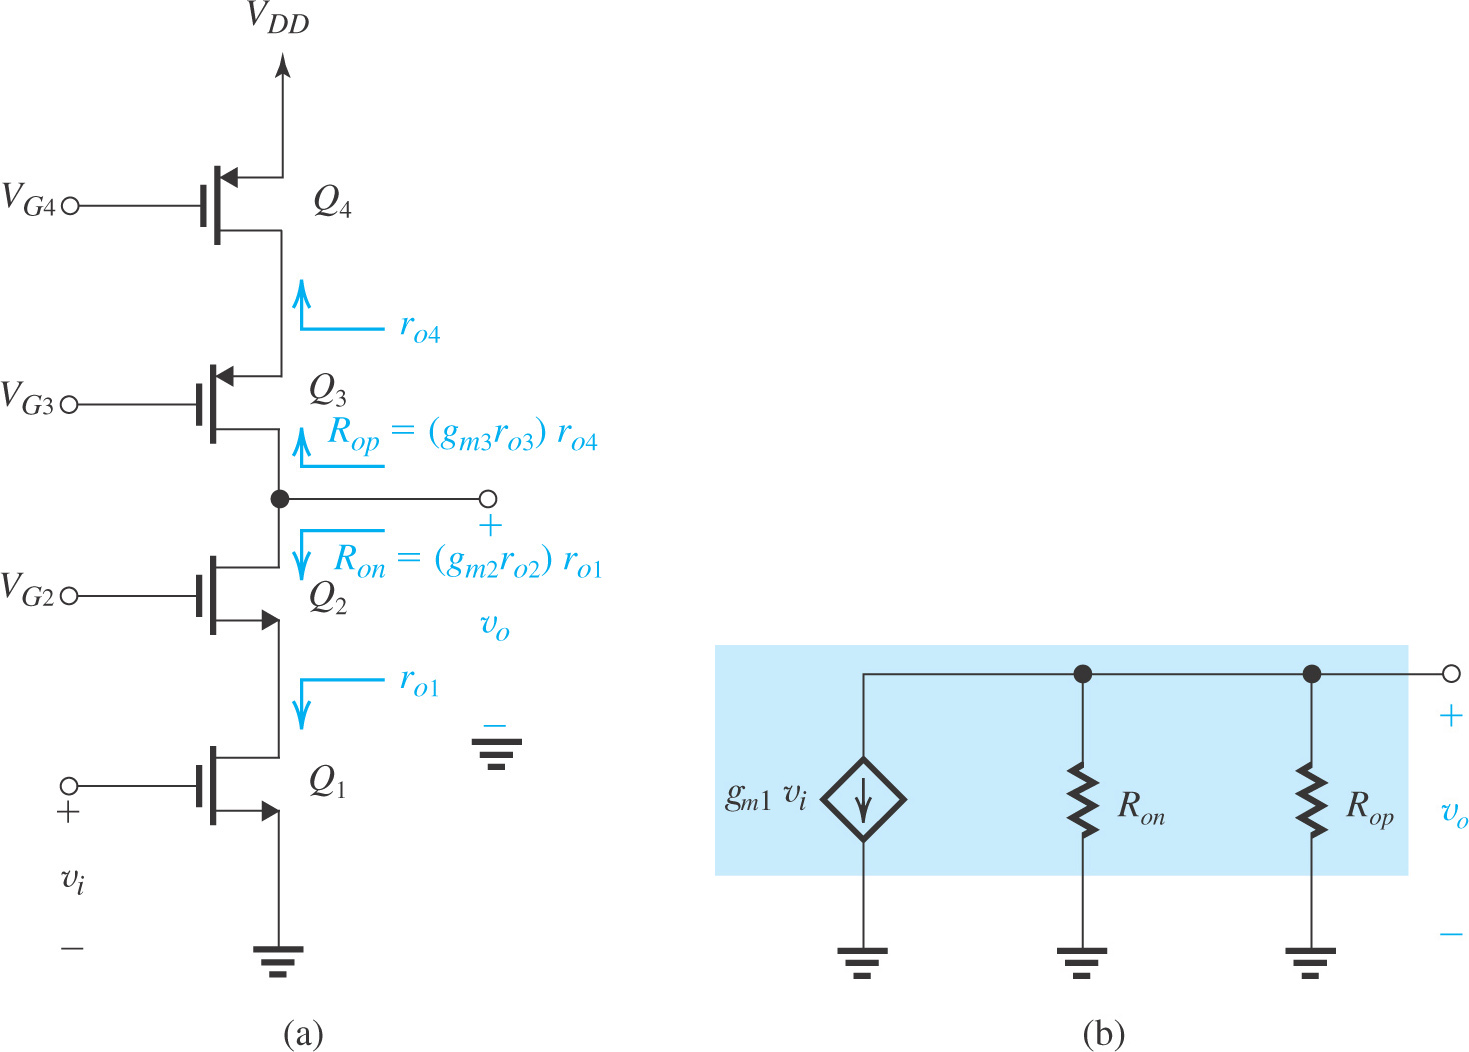 V_DD
V_G4
Q_4
r_o4
V_G3
Q_3
R_op = (g_m3 r_o3) r_o4
+
R_on = (g_m2 r_o2) r_o1
V_G2
Q_2
v_o
r_o1
−
Q_1
+
v_i
−
(a)
g_m1 v_i
R_on
R_op
+
v_o
−
(b)